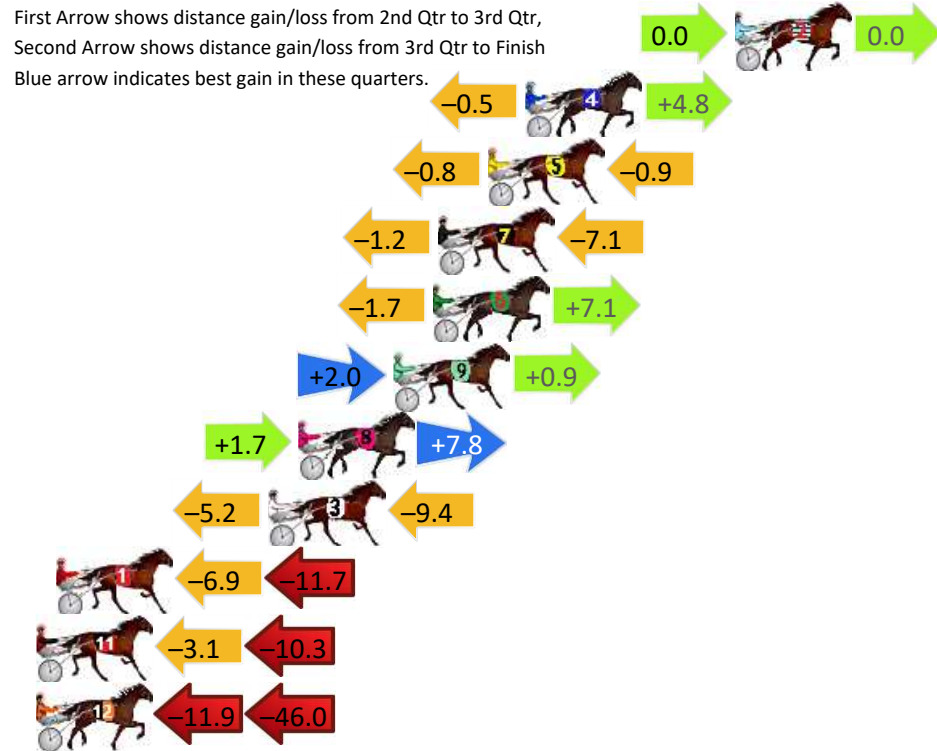 First Arrow shows distance gain/loss from 2nd Qtr to 3rd Qtr,
Second Arrow shows distance gain/loss from 3rd Qtr to Finish
Blue arrow indicates best gain in these quarters.
0.0 0.0
–0.5 4 +4.8
–0.8 5 –0.9
–1.2 7 –7.1
–1.7 +7.1
+2.0 9 +0.9
+1.7 8 +7.8
–5.2 3 –9.4
1 –6.9 –11.7
11 –3.1 –10.3
12 –11.9 –46.0